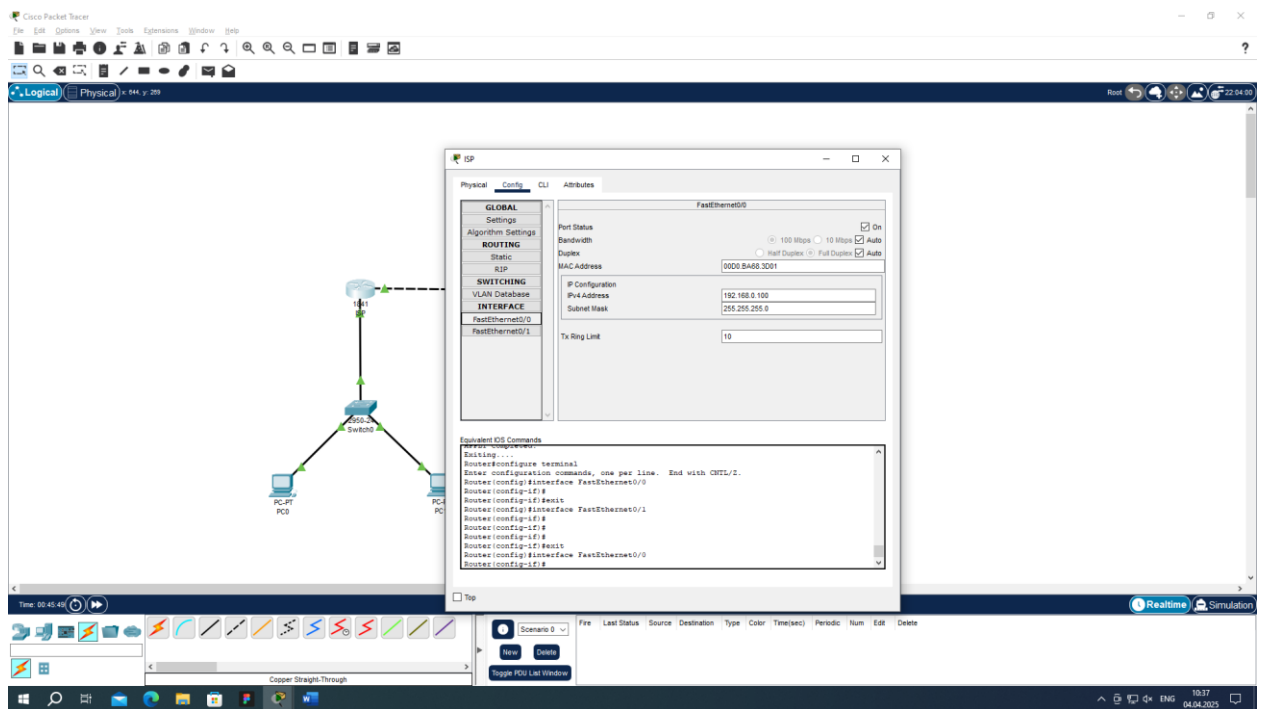 Cisco Packet Tracer
File Edit Options View Tools Extensions Window Help
?
Logical Physical x: 644, y: 289
Root 22:04:00
ISP
Physical Config CLI Attributes
GLOBAL
Settings
Algorithm Settings
ROUTING
Static
RIP
SWITCHING
VLAN Database
INTERFACE
FastEthernet0/0
FastEthernet0/1
FastEthernet0/0
Port Status On
Bandwidth 100 Mbps 10 Mbps Auto
Duplex Half Duplex Full Duplex Auto
MAC Address 00D0.BA68.3D01
IP Configuration
IPv4 Address 192.168.0.100
Subnet Mask 255.255.255.0
Tx Ring Limit 10
Equivalent IOS Commands
Exiting....
Router#configure terminal
Enter configuration commands, one per line. End with CNTL/Z.
Router(config)#interface FastEthernet0/0
Router(config-if)#
Router(config-if)#exit
Router(config)#interface FastEthernet0/1
Router(config-if)#
Router(config-if)#
Router(config-if)#
Router(config-if)#exit
Router(config)#interface FastEthernet0/0
Router(config-if)#
Top
1841
ISP
2950-24
Switch0
PC-PT
PC0
Time: 00:45:49
Realtime Simulation
Scenario 0
New Delete
Toggle PDU List Window
Fire Last Status Source Destination Type Color Time(sec) Periodic Num Edit Delete
Copper Straight-Through
ENG
10:37
04.04.2025